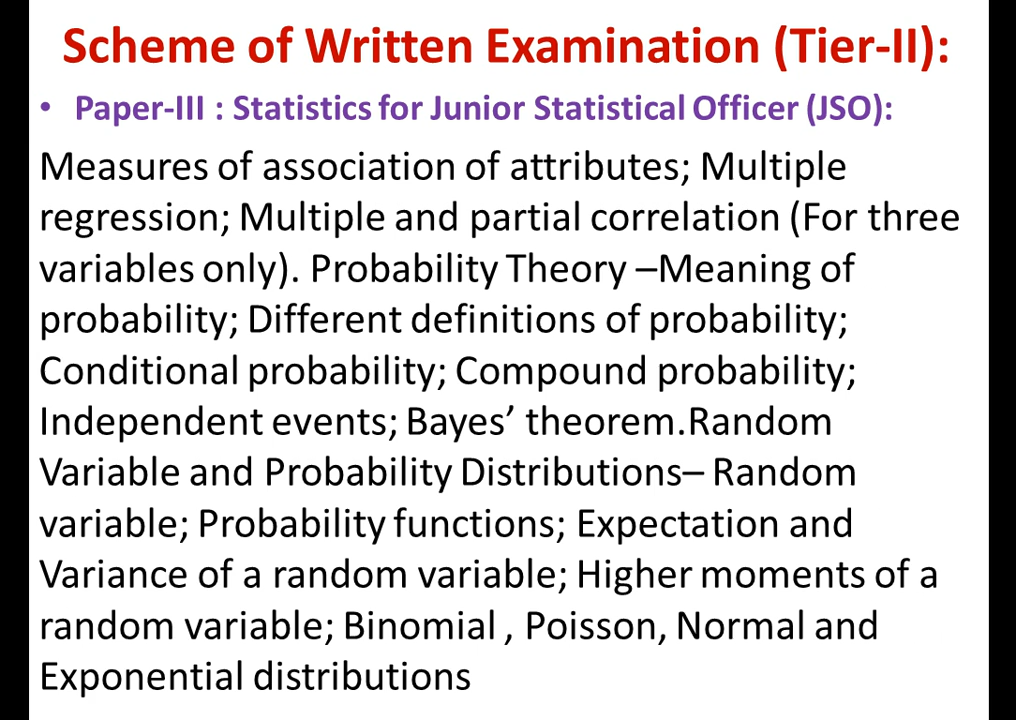 Scheme of Written Examination (Tier-II):
• Paper-III : Statistics for Junior Statistical Officer (JSO):
Measures of association of attributes; Multiple
regression; Multiple and partial correlation (For three
variables only). Probability Theory –Meaning of
probability; Different definitions of probability;
Conditional probability; Compound probability;
Independent events; Bayes’ theorem.Random
Variable and Probability Distributions– Random
variable; Probability functions; Expectation and
Variance of a random variable; Higher moments of a
random variable; Binomial , Poisson, Normal and
Exponential distributions